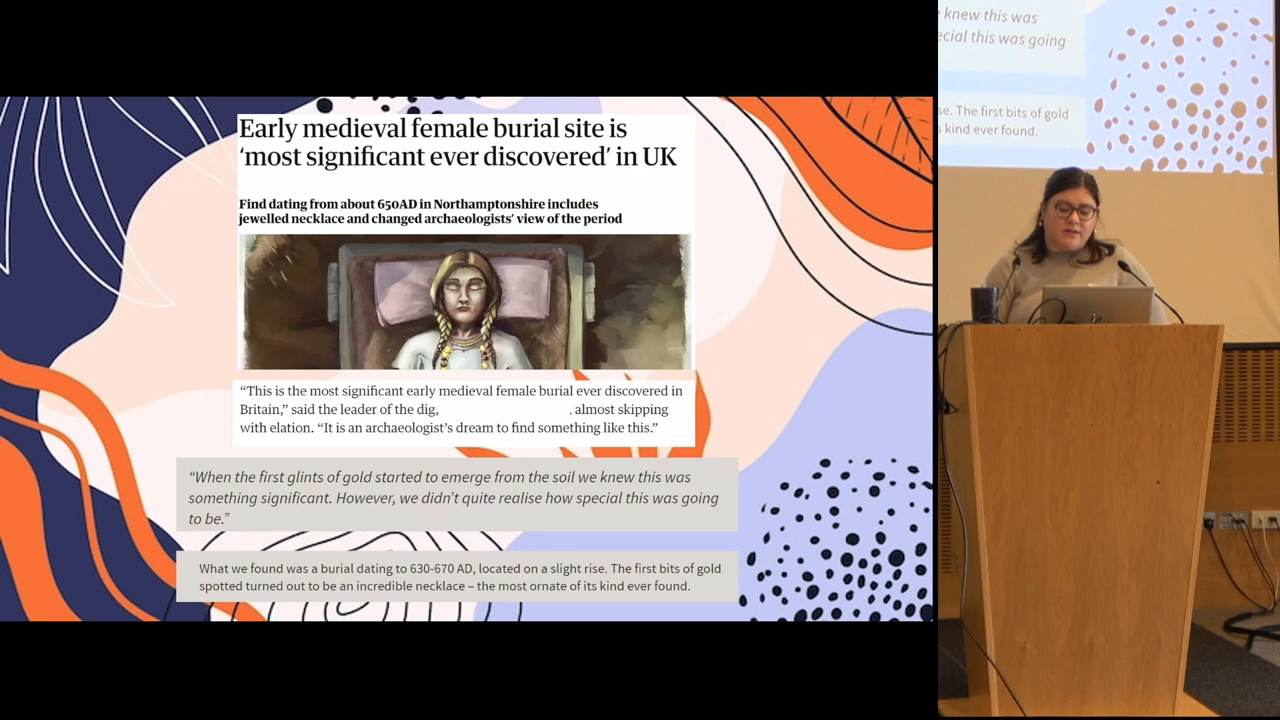 Early medieval female burial site is
‘most significant ever discovered’ in UK
Find dating from about 650AD in Northamptonshire includes
jewelled necklace and changed archaeologists’ view of the period
“This is the most significant early medieval female burial ever discovered in
Britain,” said the leader of the dig, , almost skipping
with elation. “It is an archaeologist’s dream to find something like this.”
“When the first glints of gold started to emerge from the soil we knew this was
something significant. However, we didn’t quite realise how special this was going
to be.”
What we found was a burial dating to 630-670 AD, located on a slight rise. The first bits of gold
spotted turned out to be an incredible necklace – the most ornate of its kind ever found.
knew this was
ecial this was going
se. The first bits of gold
s kind ever found.